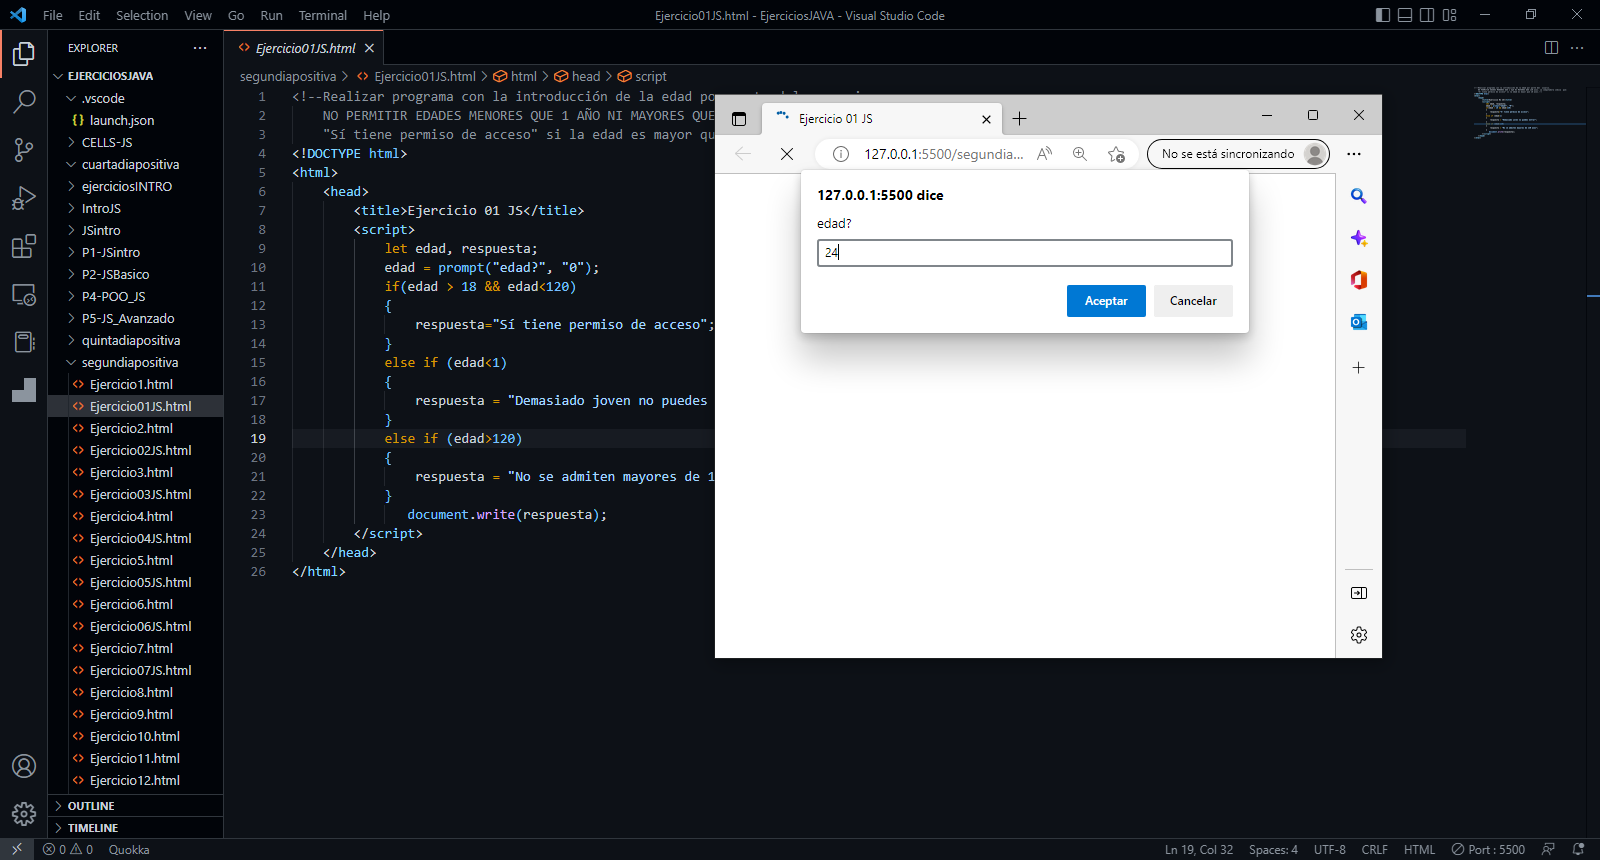 File Edit Selection View Go Run Terminal Help
Ejercicio01JS.html - EjerciciosJAVA - Visual Studio Code
EXPLORER
EJERCICIOSJAVA
.vscode
launch.json
CELLS-JS
cuartadiapositiva
ejerciciosINTRO
IntroJS
JSintro
P1-JSintro
P2-JSBasico
P4-POO_JS
P5-JS_Avanzado
quintadiapositiva
segundiapositiva
Ejercicio1.html
Ejercicio01JS.html
Ejercicio2.html
Ejercicio02JS.html
Ejercicio3.html
Ejercicio03JS.html
Ejercicio4.html
Ejercicio04JS.html
Ejercicio5.html
Ejercicio05JS.html
Ejercicio6.html
Ejercicio06JS.html
Ejercicio7.html
Ejercicio07JS.html
Ejercicio8.html
Ejercicio9.html
Ejercicio10.html
Ejercicio11.html
Ejercicio12.html
OUTLINE
TIMELINE
Ejercicio01JS.html
segundiapositiva > Ejercicio01JS.html > html > head > script
1 <!--Realizar programa con la introducción de la edad
2 NO PERMITIR EDADES MENORES QUE 1 AÑO NI MAYORES QUE
3 "Sí tiene permiso de acceso" si la edad es mayor
4 <!DOCTYPE html>
5 <html>
6 <head>
7 <title>Ejercicio 01 JS</title>
8 <script>
9 let edad, respuesta;
10 edad = prompt("edad?", "0");
11 if(edad > 18 && edad<120)
12 {
13 respuesta="Sí tiene permiso de acceso";
14 }
15 else if (edad<1)
16 {
17 respuesta = "Demasiado joven no puedes
18 }
19 else if (edad>120)
20 {
21 respuesta = "No se admiten mayores de 1
22 }
23 document.write(respuesta);
24 </script>
25 </head>
26 </html>
Ejercicio 01 JS
127.0.0.1:5500/segundia...
No se está sincronizando
127.0.0.1:5500 dice
edad?
24
Aceptar Cancelar
0 0 Quokka
Ln 19, Col 32 Spaces: 4 UTF-8 CRLF HTML Port : 5500